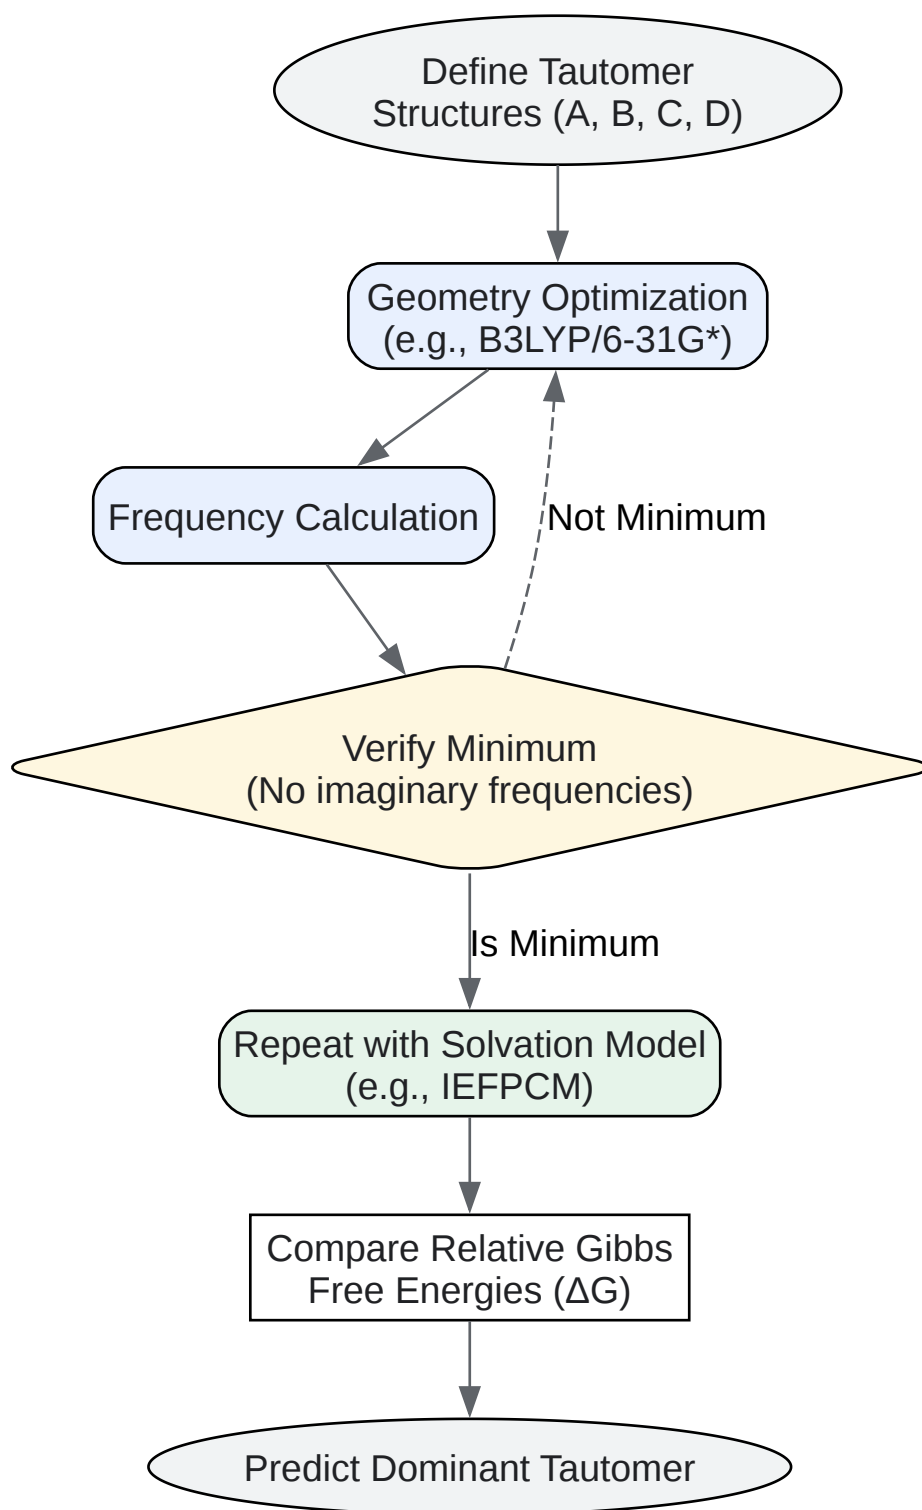 Define Tautomer
Structures (A, B, C, D)
Geometry Optimization
(e.g., B3LYP/6-31G*)
Frequency Calculation
Not Minimum
Verify Minimum
(No imaginary frequencies)
Is Minimum
Repeat with Solvation Model
(e.g., IEFPCM)
Compare Relative Gibbs
Free Energies (ΔG)
Predict Dominant Tautomer